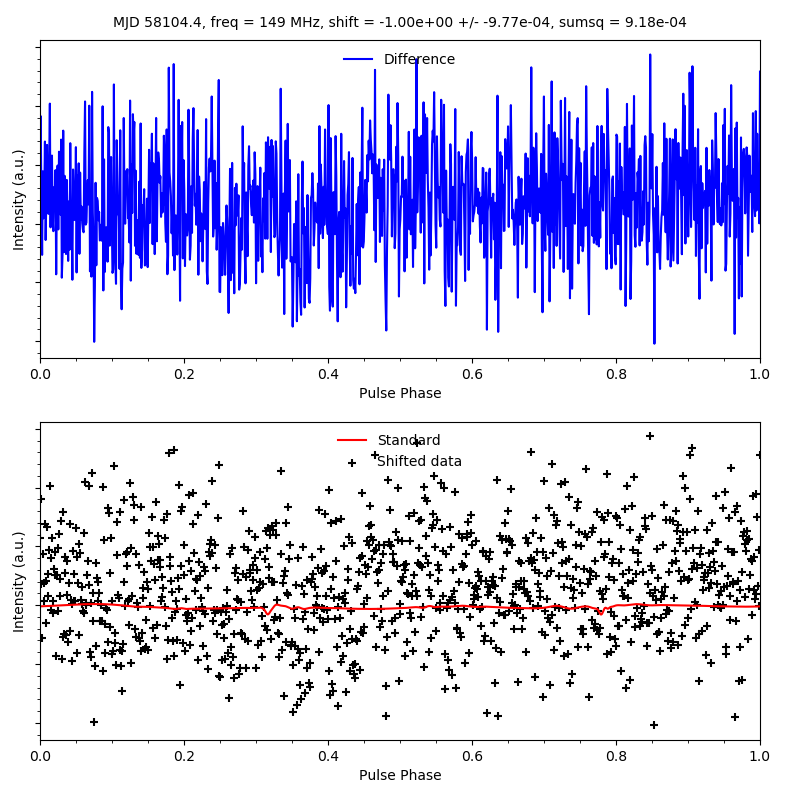 MJD 58104.4, freq = 149 MHz, shift = -1.00e+00 +/- -9.77e-04, sumsq = 9.18e-04
Difference
Intensity (a.u.)
0.0 0.2 0.4 0.6 0.8 1.0
Pulse Phase
Standard
Shifted data
Intensity (a.u.)
0.0 0.2 0.4 0.6 0.8 1.0
Pulse Phase